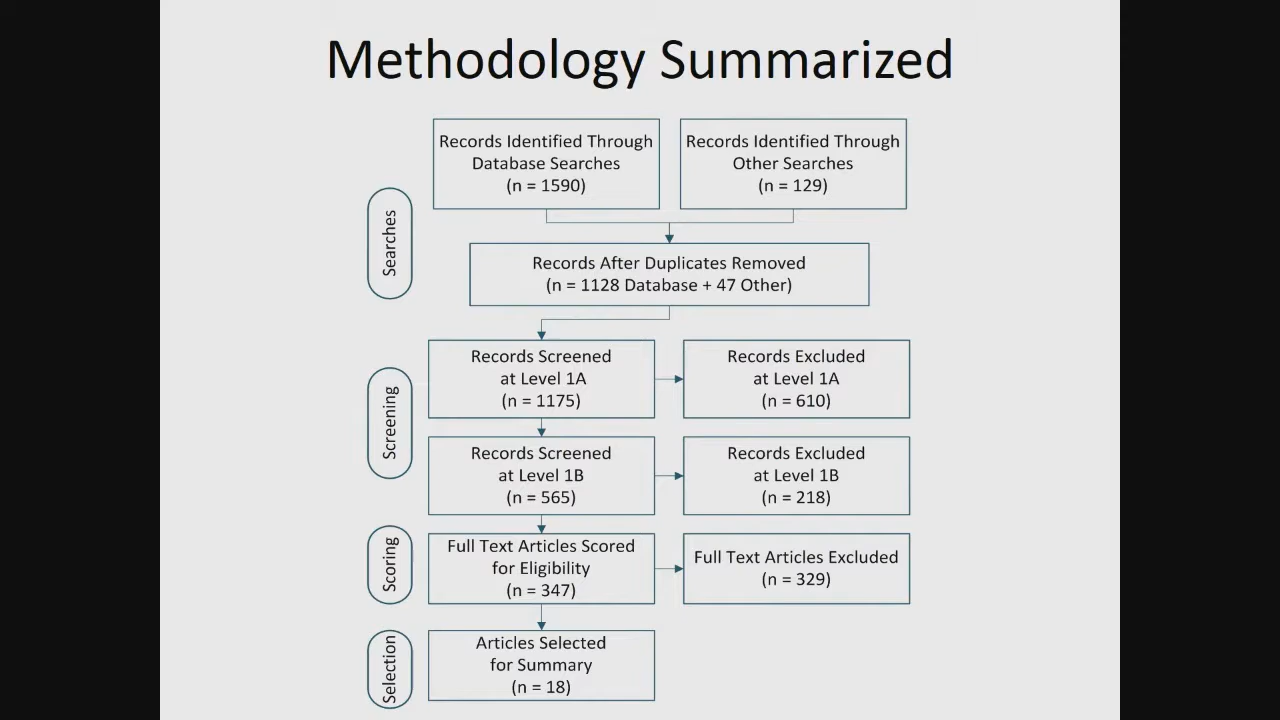 Methodology Summarized
Records Identified Through
Database Searches
(n = 1590)
Records Identified Through
Other Searches
(n = 129)
Searches
Records After Duplicates Removed
(n = 1128 Database + 47 Other)
Screening
Records Screened
at Level 1A
(n = 1175)
Records Excluded
at Level 1A
(n = 610)
Records Screened
at Level 1B
(n = 565)
Records Excluded
at Level 1B
(n = 218)
Scoring
Full Text Articles Scored
for Eligibility
(n = 347)
Full Text Articles Excluded
(n = 329)
Selection
Articles Selected
for Summary
(n = 18)